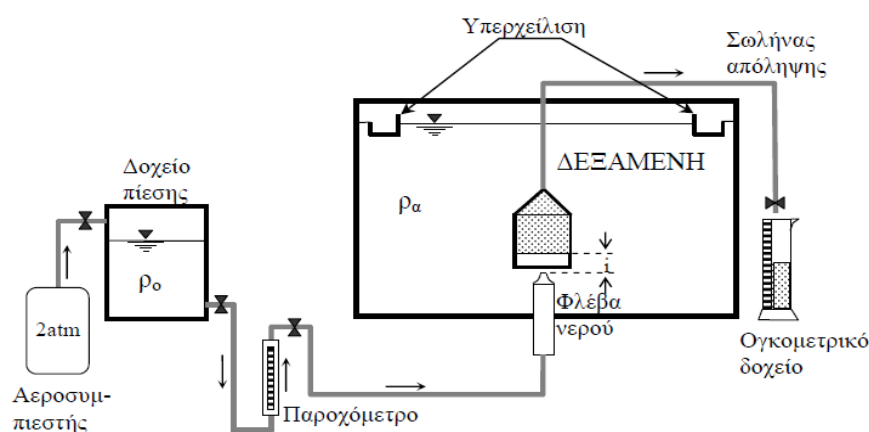 Υπερχείλιση
Σωλήνας
απόληψης
Δοχείο
πίεσης
ΔΕΞΑΜΕΝΗ
ρα
ρο
i
2atm
Φλέβα
νερού
Ογκομετρικό
δοχείο
Αεροσυμ-
πιεστής
Παροχόμετρο